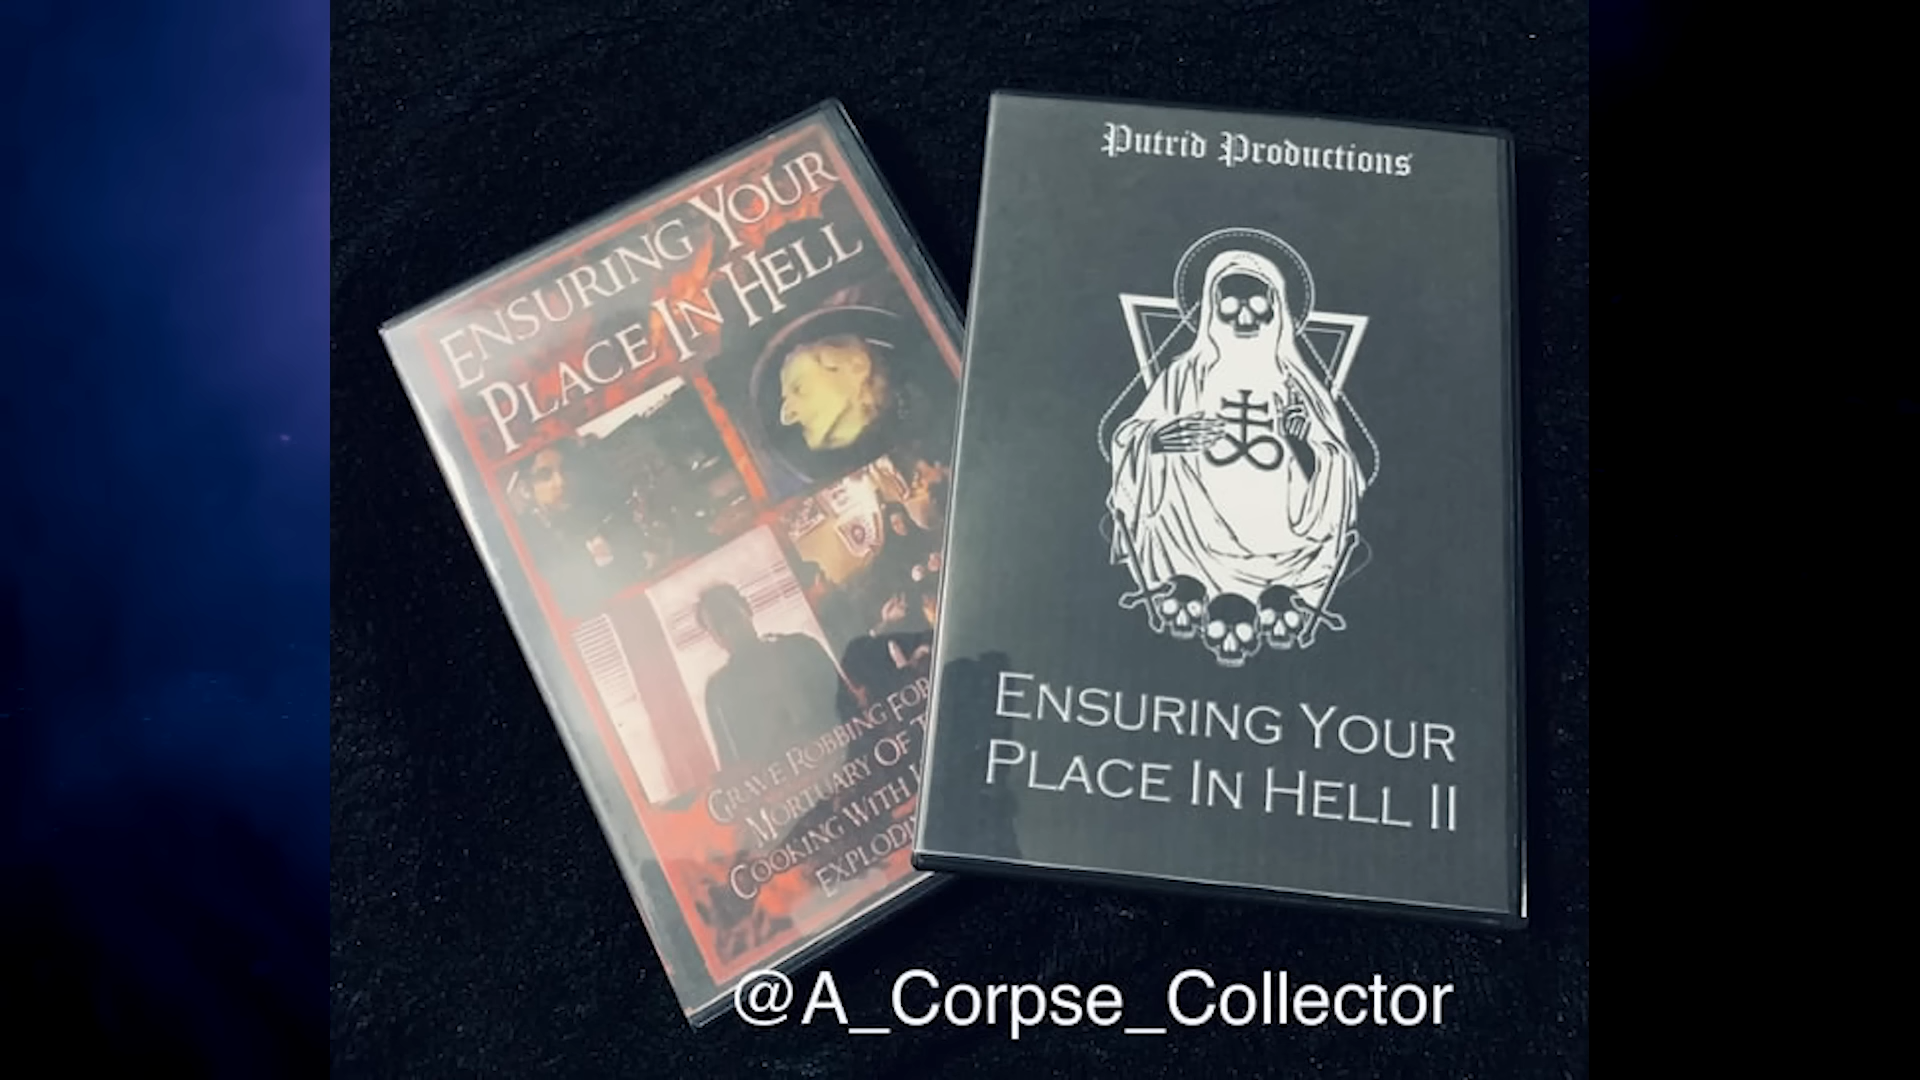 ENSURING YOUR
PLACE IN HELL
GRAVE ROBBING FOR
MORTUARY OF
COOKING WITH
Putrid Productions
ENSURING YOUR
PLACE IN HELL II
@A_Corpse_Collector